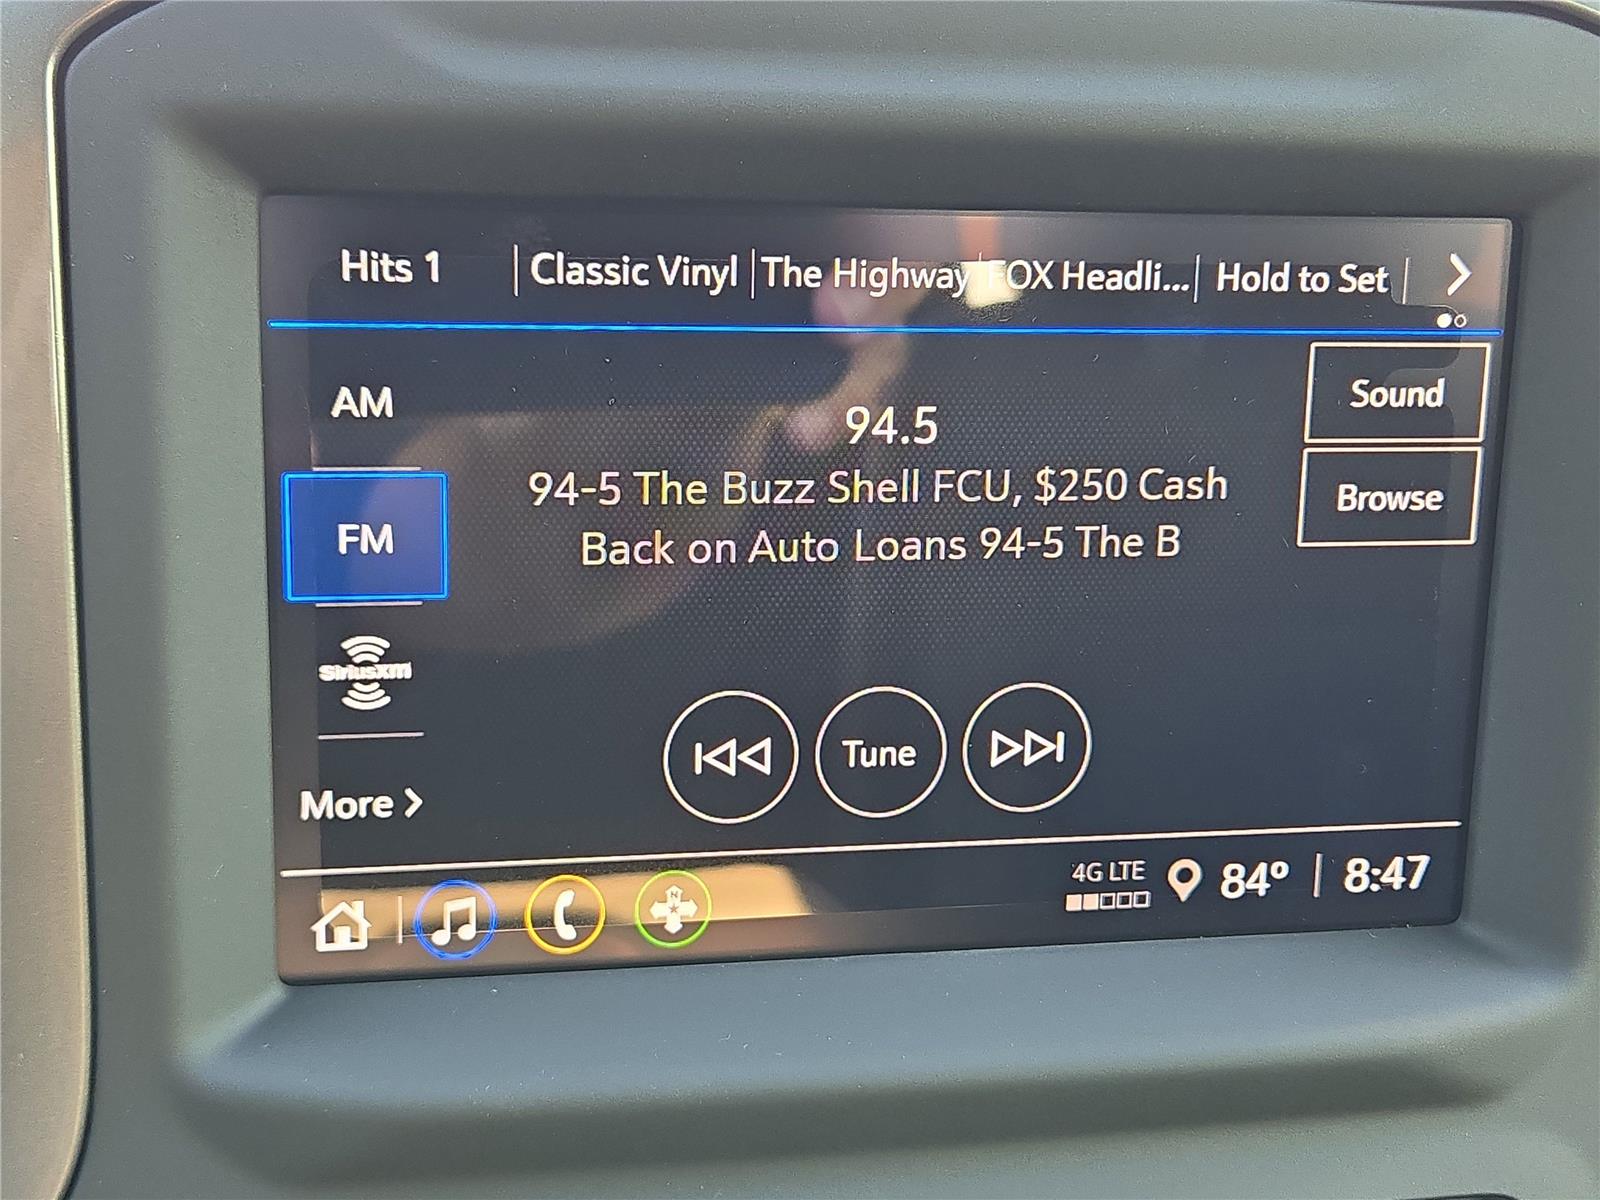 Hits 1 | Classic Vinyl | The Highway | FOX Headli... | Hold to Set |
AM
Sound
94.5
94-5 The Buzz Shell FCU, $250 Cash
Browse
FM
Back on Auto Loans 94-5 The B
SiriusXM
Tune
More
4G LTE 84° | 8:47
N